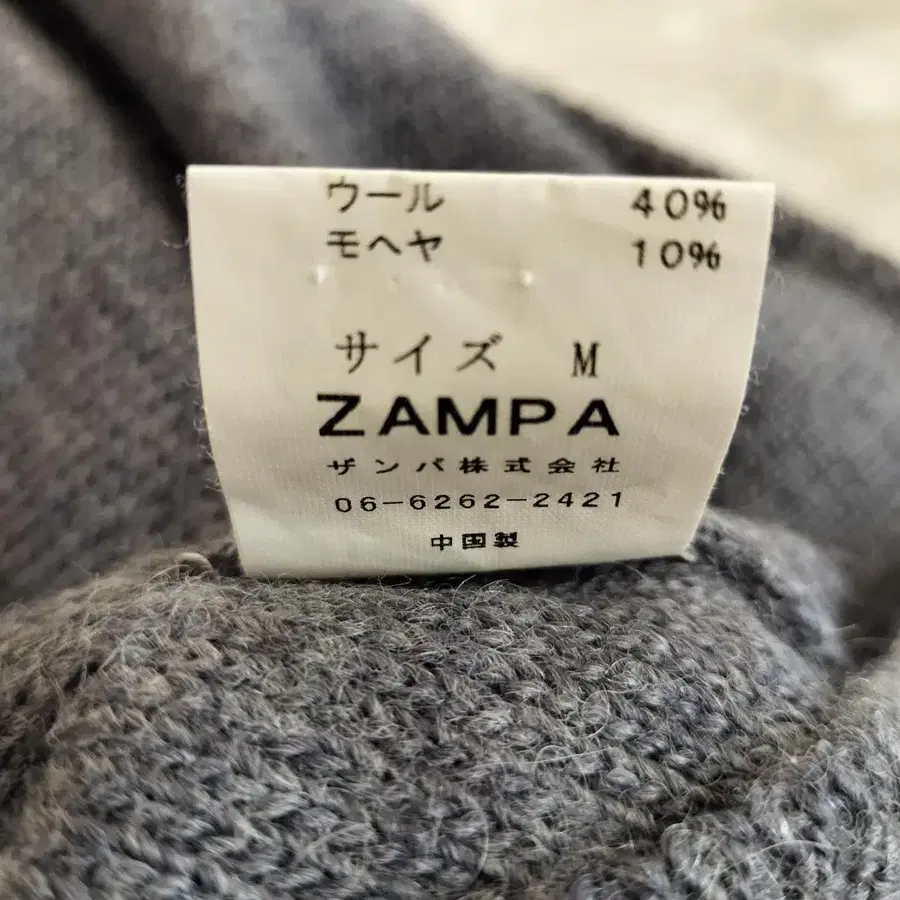 ウール 40%
モヘヤ 10%
サイズ M
ZAMPA
ザンパ株式会社
06-6262-2421
中国製